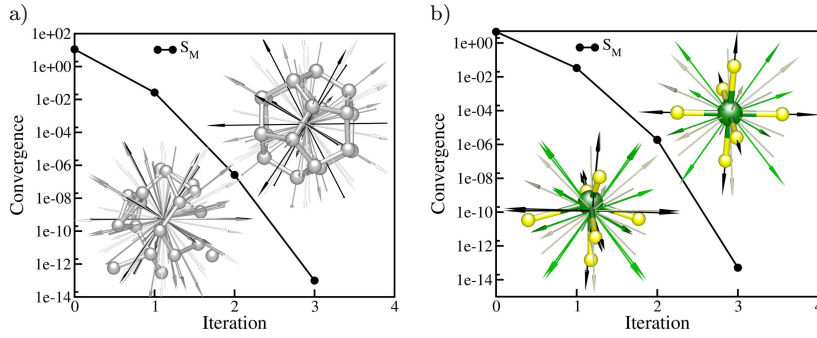 a)
1e+02
1e+00
1e-02
1e-04
1e-06
1e-08
1e-10
1e-12
1e-14
Convergence
S_M
0 1 2 3 4
Iteration
b)
1e+00
1e-02
1e-04
1e-06
1e-08
1e-10
1e-12
1e-14
Convergence
S_M
0 1 2 3 4
Iteration